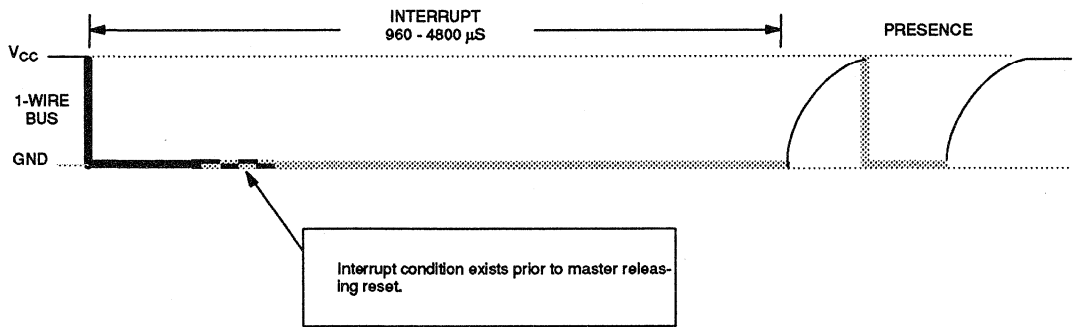 INTERRUPT
960 - 4800 µS
PRESENCE
VCC
1-WIRE
BUS
GND
Interrupt condition exists prior to master releas-
ing reset.